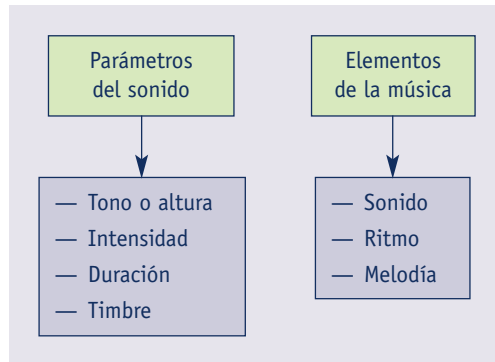 Parámetros
del sonido
— Tono o altura
— Intensidad
— Duración
— Timbre
Elementos
de la música
— Sonido
— Ritmo
— Melodía